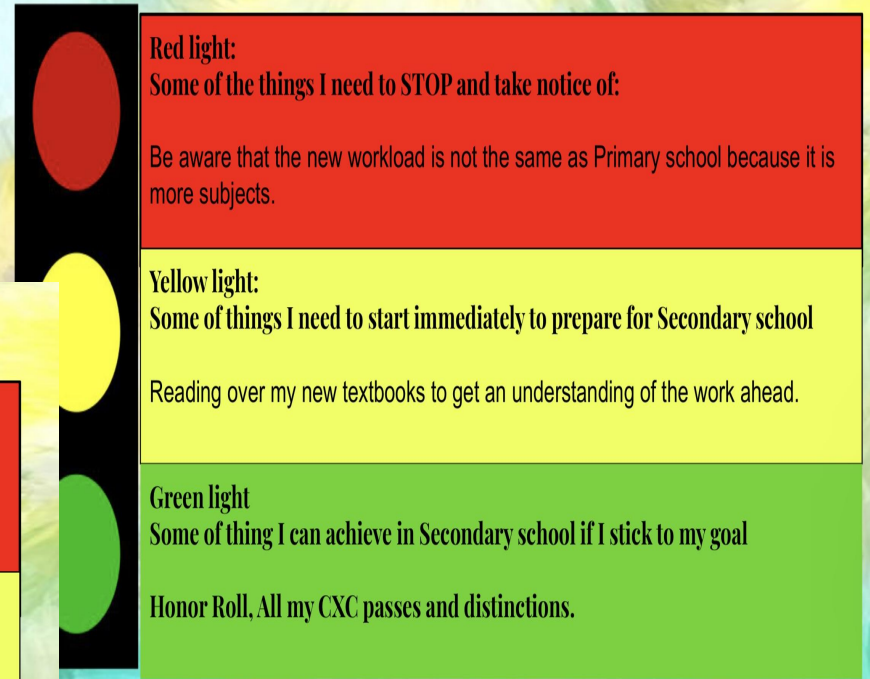 Red light:
Some of the things I need to STOP and take notice of:
Be aware that the new workload is not the same as Primary school because it is
more subjects.
Yellow light:
Some of things I need to start immediately to prepare for Secondary school
Reading over my new textbooks to get an understanding of the work ahead.
Green light
Some of thing I can achieve in Secondary school if I stick to my goal
Honor Roll, All my CXC passes and distinctions.